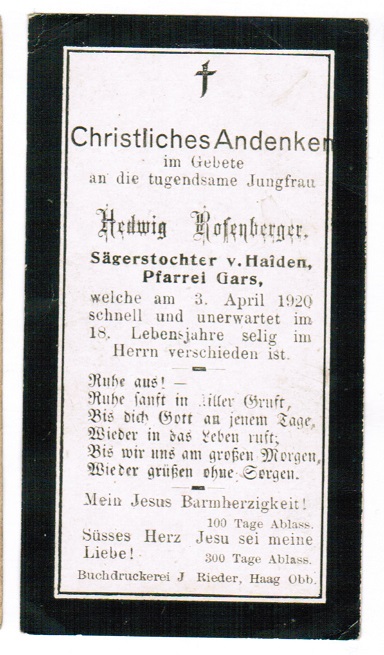 Christliches Andenken
im Gebete
an die tugendsame Jungfrau
Hedwig Rosenberger,
Sägerstochter v. Haiden,
Pfarrei Gars,
welche am 3. April 1920
schnell und unerwartet im
18. Lebensjahre selig im
Herrn verschieden ist.
Ruhe aus! —
Ruhe sanft in stiller Gruft,
Bis dich Gott an jenem Tage,
Wieder in das Leben ruft;
Bis wir uns am großen Morgen,
Wieder grüßen ohne Sorgen.
Mein Jesus Barmherzigkeit!
100 Tage Ablass.
Süsses Herz Jesu sei meine
Liebe! 300 Tage Ablass.
Buchdruckerei J Rieder, Haag Obb.